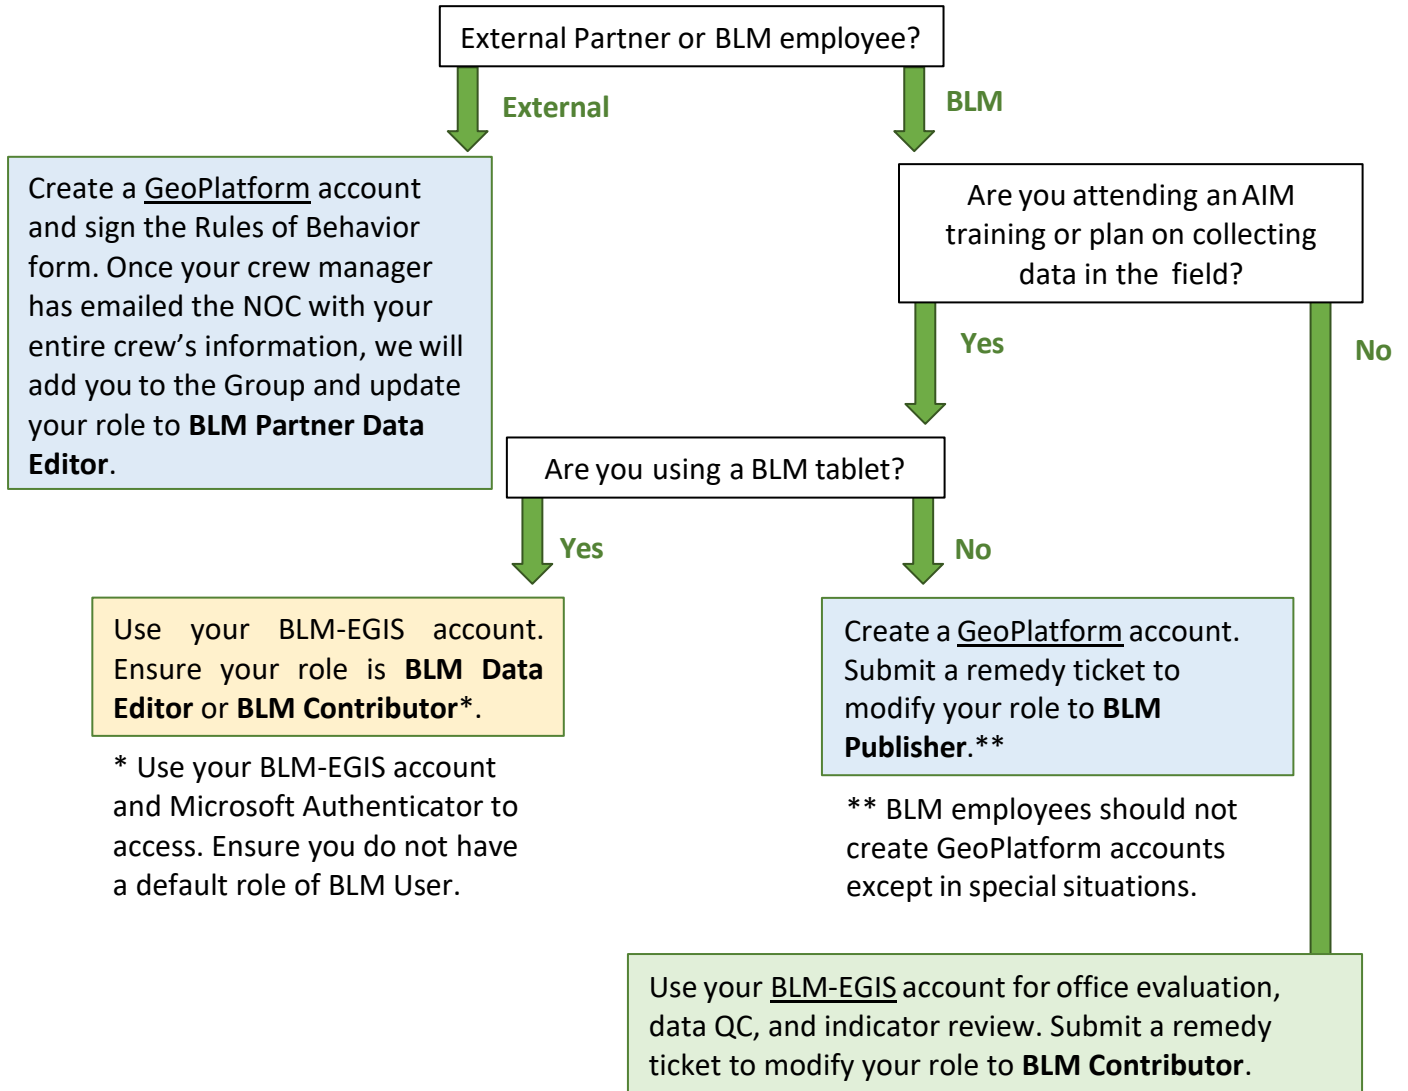 External Partner or BLM employee?
External
BLM
Create a GeoPlatform account
and sign the Rules of Behavior
form. Once your crew manager
has emailed the NOC with your
entire crew’s information, we will
add you to the Group and update
your role to BLM Partner Data
Editor.
Are you attending an AIM
training or plan on collecting
data in the field?
Yes
No
Are you using a BLM tablet?
Yes
No
Use your BLM-EGIS account.
Ensure your role is BLM Data
Editor or BLM Contributor*.
* Use your BLM-EGIS account
and Microsoft Authenticator to
access. Ensure you do not have
a default role of BLM User.
Create a GeoPlatform account.
Submit a remedy ticket to
modify your role to BLM
Publisher.**
** BLM employees should not
create GeoPlatform accounts
except in special situations.
Use your BLM-EGIS account for office evaluation,
data QC, and indicator review. Submit a remedy
ticket to modify your role to BLM Contributor.